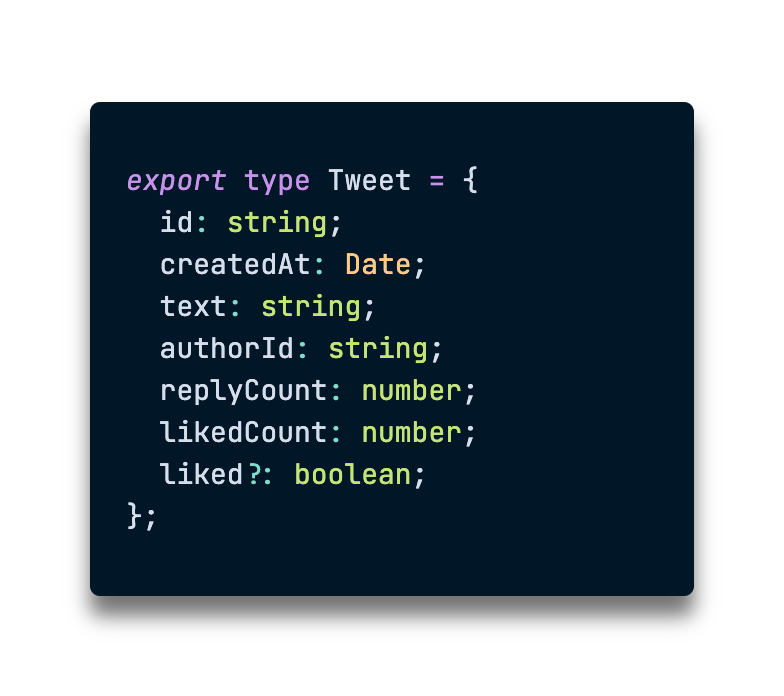 export type Tweet = {
  id: string;
  createdAt: Date;
  text: string;
  authorId: string;
  replyCount: number;
  likedCount: number;
  liked?: boolean;
};